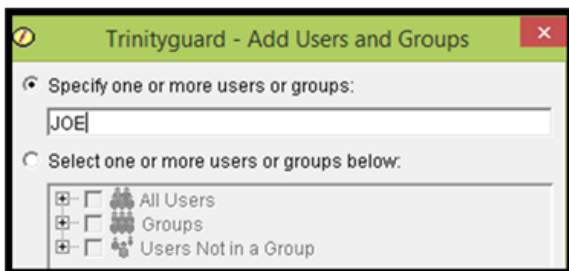 Trinityguard - Add Users and Groups
Specify one or more users or groups:
JOE
Select one or more users or groups below:
All Users
Groups
Users Not in a Group